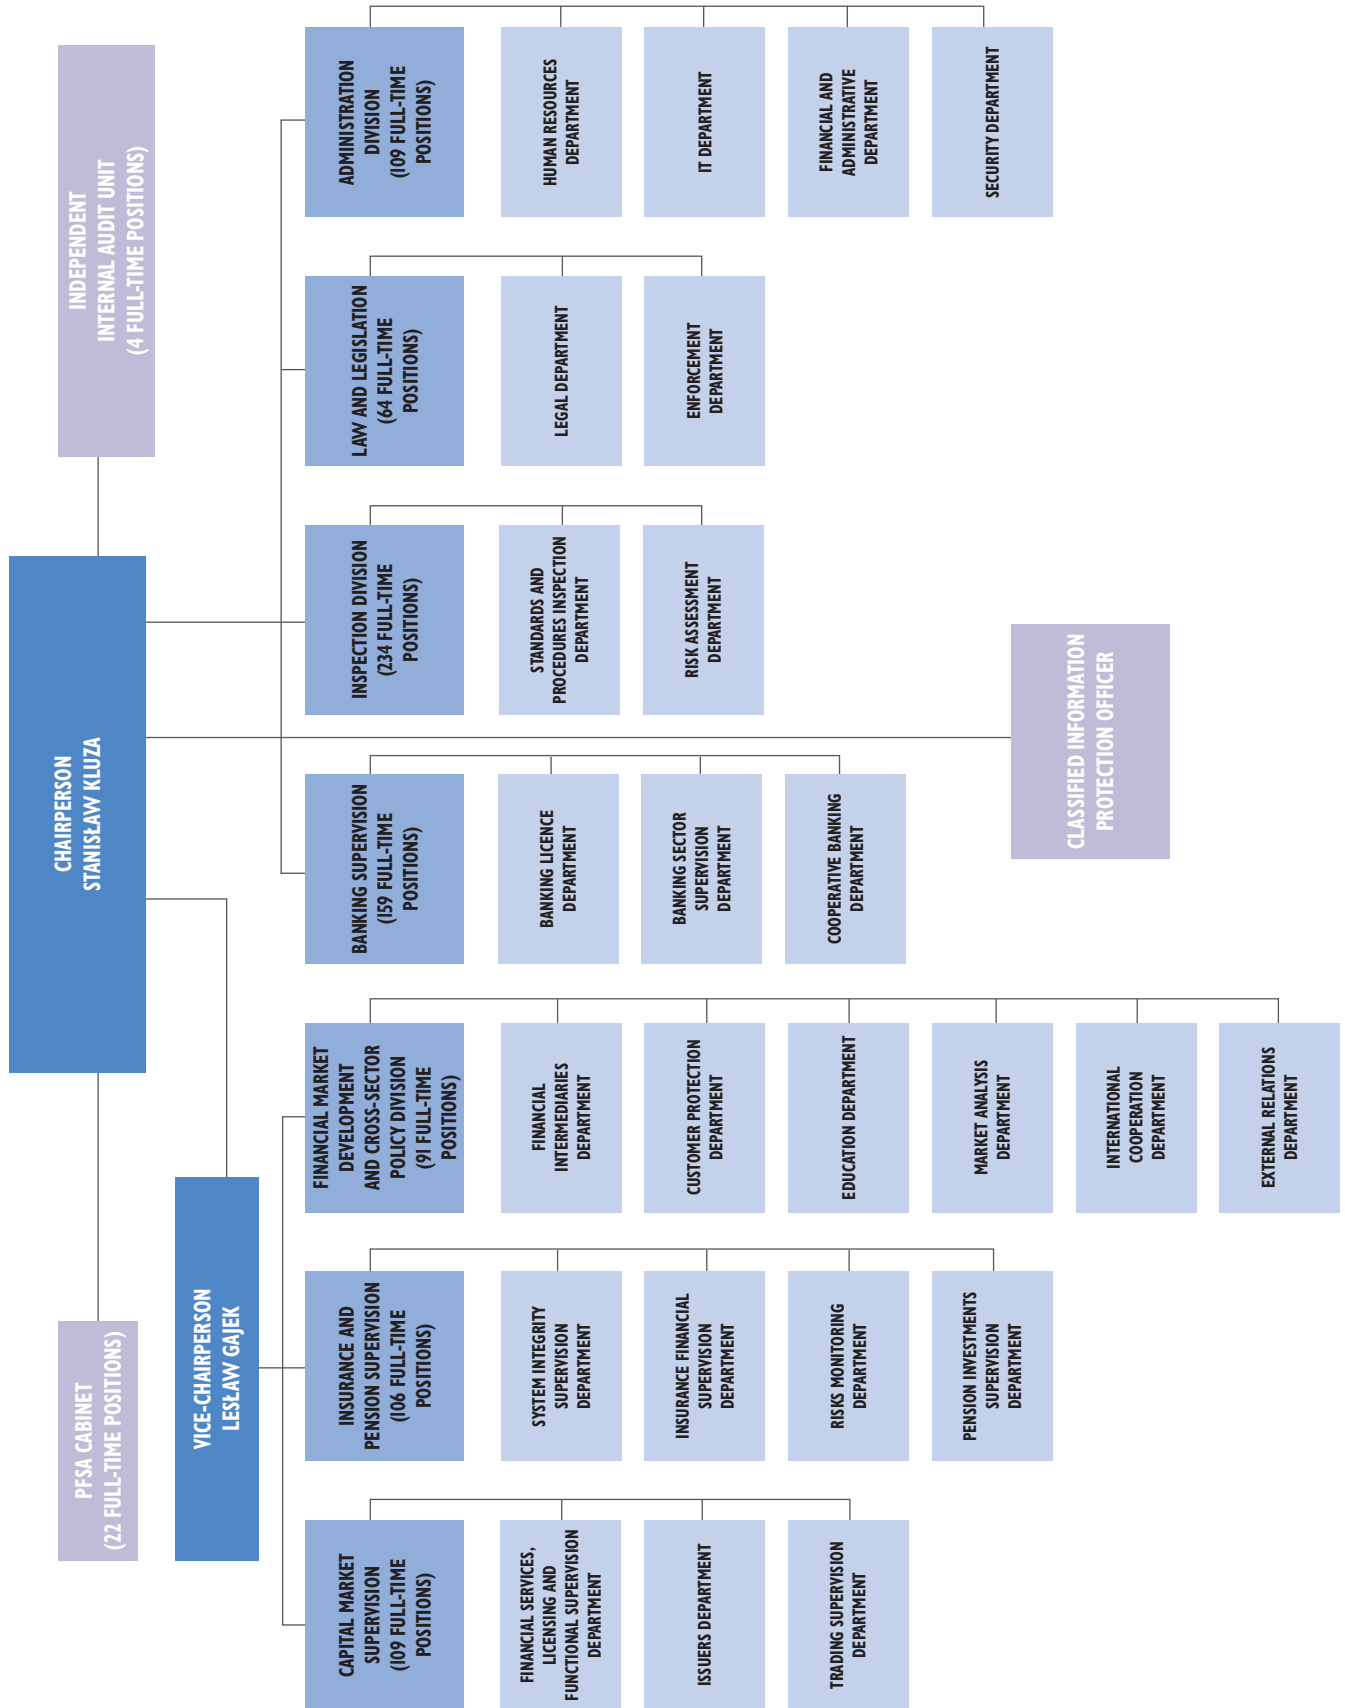 CHAIRPERSON
STANISŁAW KLUZA
PFSA CABINET
(22 FULL-TIME POSITIONS)
INDEPENDENT
INTERNAL AUDIT UNIT
(4 FULL-TIME POSITIONS)
VICE-CHAIRPERSON
LESŁAW GAJEK
CAPITAL MARKET
SUPERVISION
(109 FULL-TIME
POSITIONS)
FINANCIAL SERVICES,
LICENSING AND
FUNCTIONAL SUPERVISION
DEPARTMENT
ISSUERS DEPARTMENT
TRADING SUPERVISION
DEPARTMENT
INSURANCE AND
PENSION SUPERVISION
(106 FULL-TIME
POSITIONS)
SYSTEM INTEGRITY
SUPERVISION
DEPARTMENT
INSURANCE FINANCIAL
SUPERVISION
DEPARTMENT
RISKS MONITORING
DEPARTMENT
PENSION INVESTMENTS
SUPERVISION
DEPARTMENT
FINANCIAL MARKET
DEVELOPMENT
AND CROSS-SECTOR
POLICY DIVISION
(91 FULL-TIME
POSITIONS)
FINANCIAL
INTERMEDIARIES
DEPARTMENT
CUSTOMER PROTECTION
DEPARTMENT
EDUCATION DEPARTMENT
MARKET ANALYSIS
DEPARTMENT
INTERNATIONAL
COOPERATION
DEPARTMENT
EXTERNAL RELATIONS
DEPARTMENT
BANKING SUPERVISION
(159 FULL-TIME
POSITIONS)
BANKING LICENCE
DEPARTMENT
BANKING SECTOR
SUPERVISION
DEPARTMENT
COOPERATIVE BANKING
DEPARTMENT
INSPECTION DIVISION
(234 FULL-TIME
POSITIONS)
STANDARDS AND
PROCEDURES INSPECTION
DEPARTMENT
RISK ASSESSMENT
DEPARTMENT
LAW AND LEGISLATION
(64 FULL-TIME
POSITIONS)
LEGAL DEPARTMENT
ENFORCEMENT
DEPARTMENT
ADMINISTRATION
DIVISION
(109 FULL-TIME
POSITIONS)
HUMAN RESOURCES
DEPARTMENT
IT DEPARTMENT
FINANCIAL AND
ADMINISTRATIVE
DEPARTMENT
SECURITY DEPARTMENT
CLASSIFIED INFORMATION
PROTECTION OFFICER